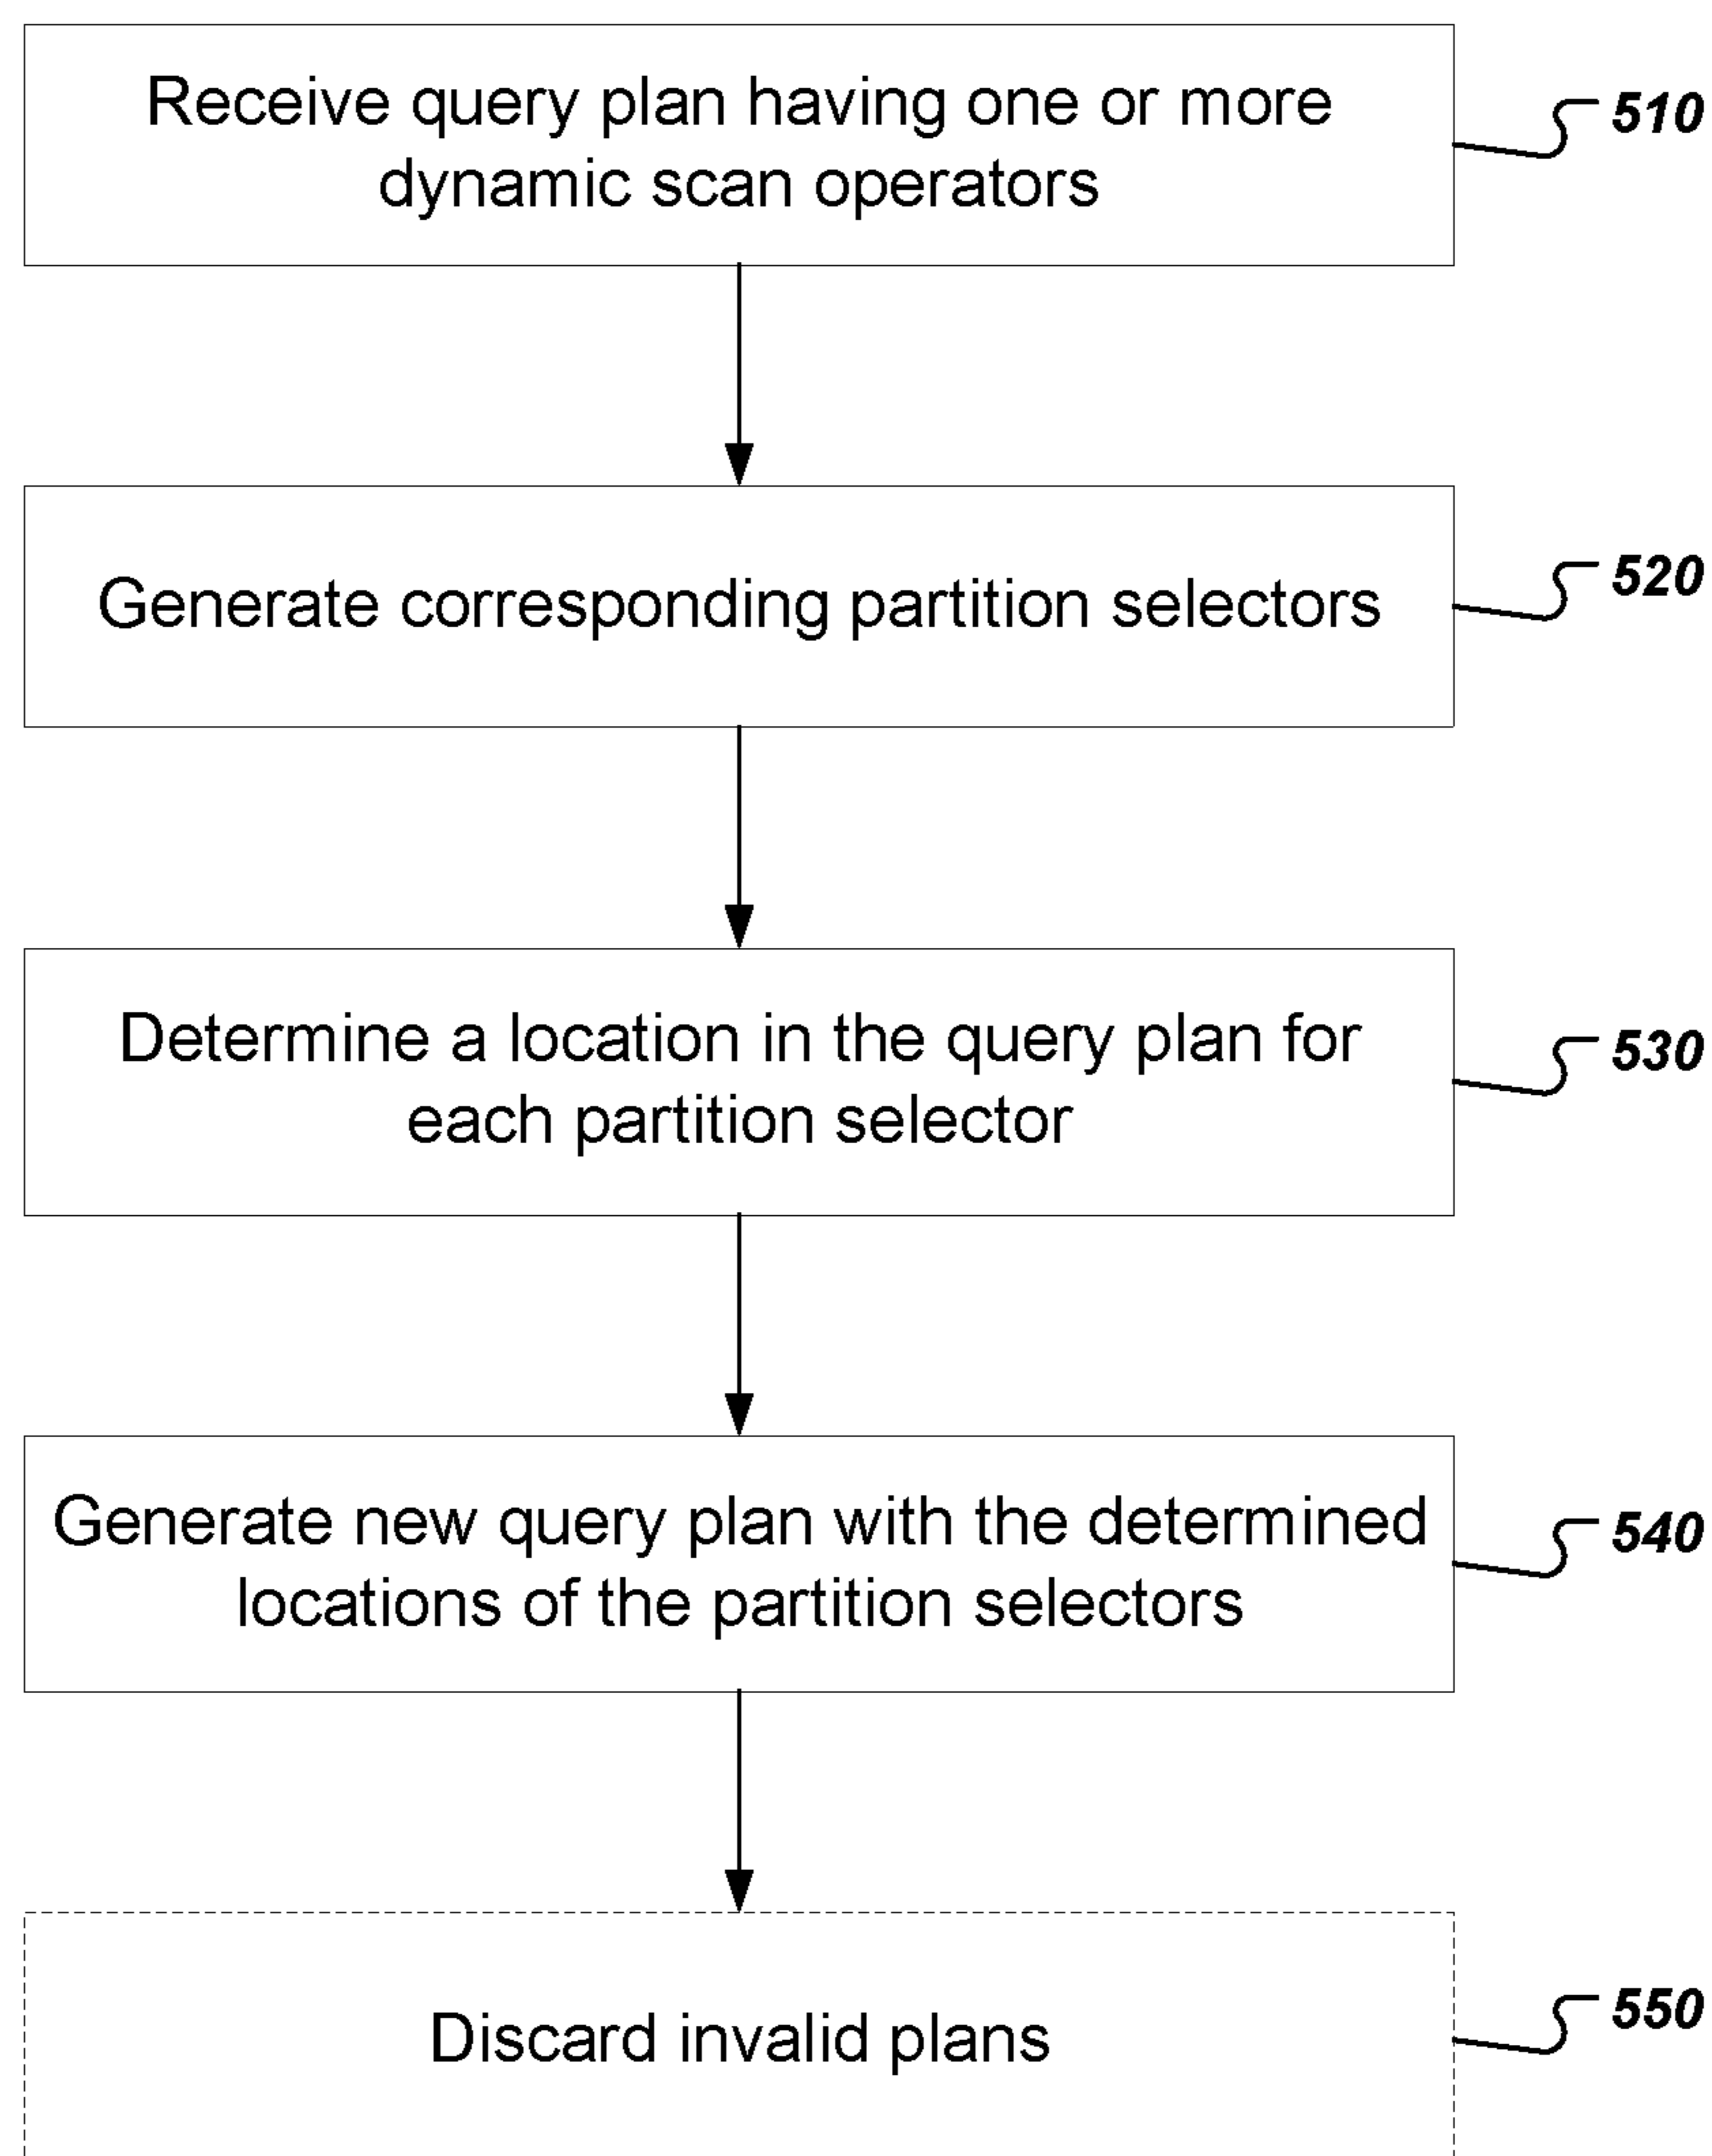 Receive query plan having one or more
dynamic scan operators
510
Generate corresponding partition selectors
520
Determine a location in the query plan for
each partition selector
530
Generate new query plan with the determined
locations of the partition selectors
540
Discard invalid plans
550